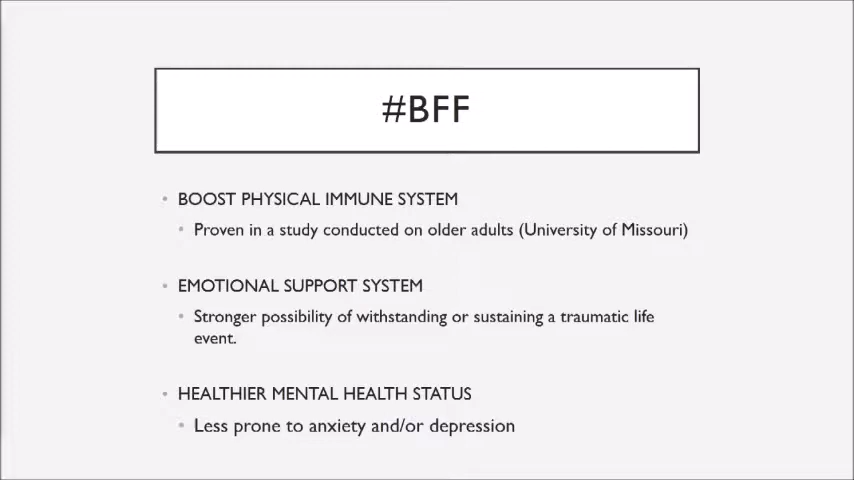 #BFF
• BOOST PHYSICAL IMMUNE SYSTEM
• Proven in a study conducted on older adults (University of Missouri)
• EMOTIONAL SUPPORT SYSTEM
• Stronger possibility of withstanding or sustaining a traumatic life
event.
• HEALTHIER MENTAL HEALTH STATUS
• Less prone to anxiety and/or depression